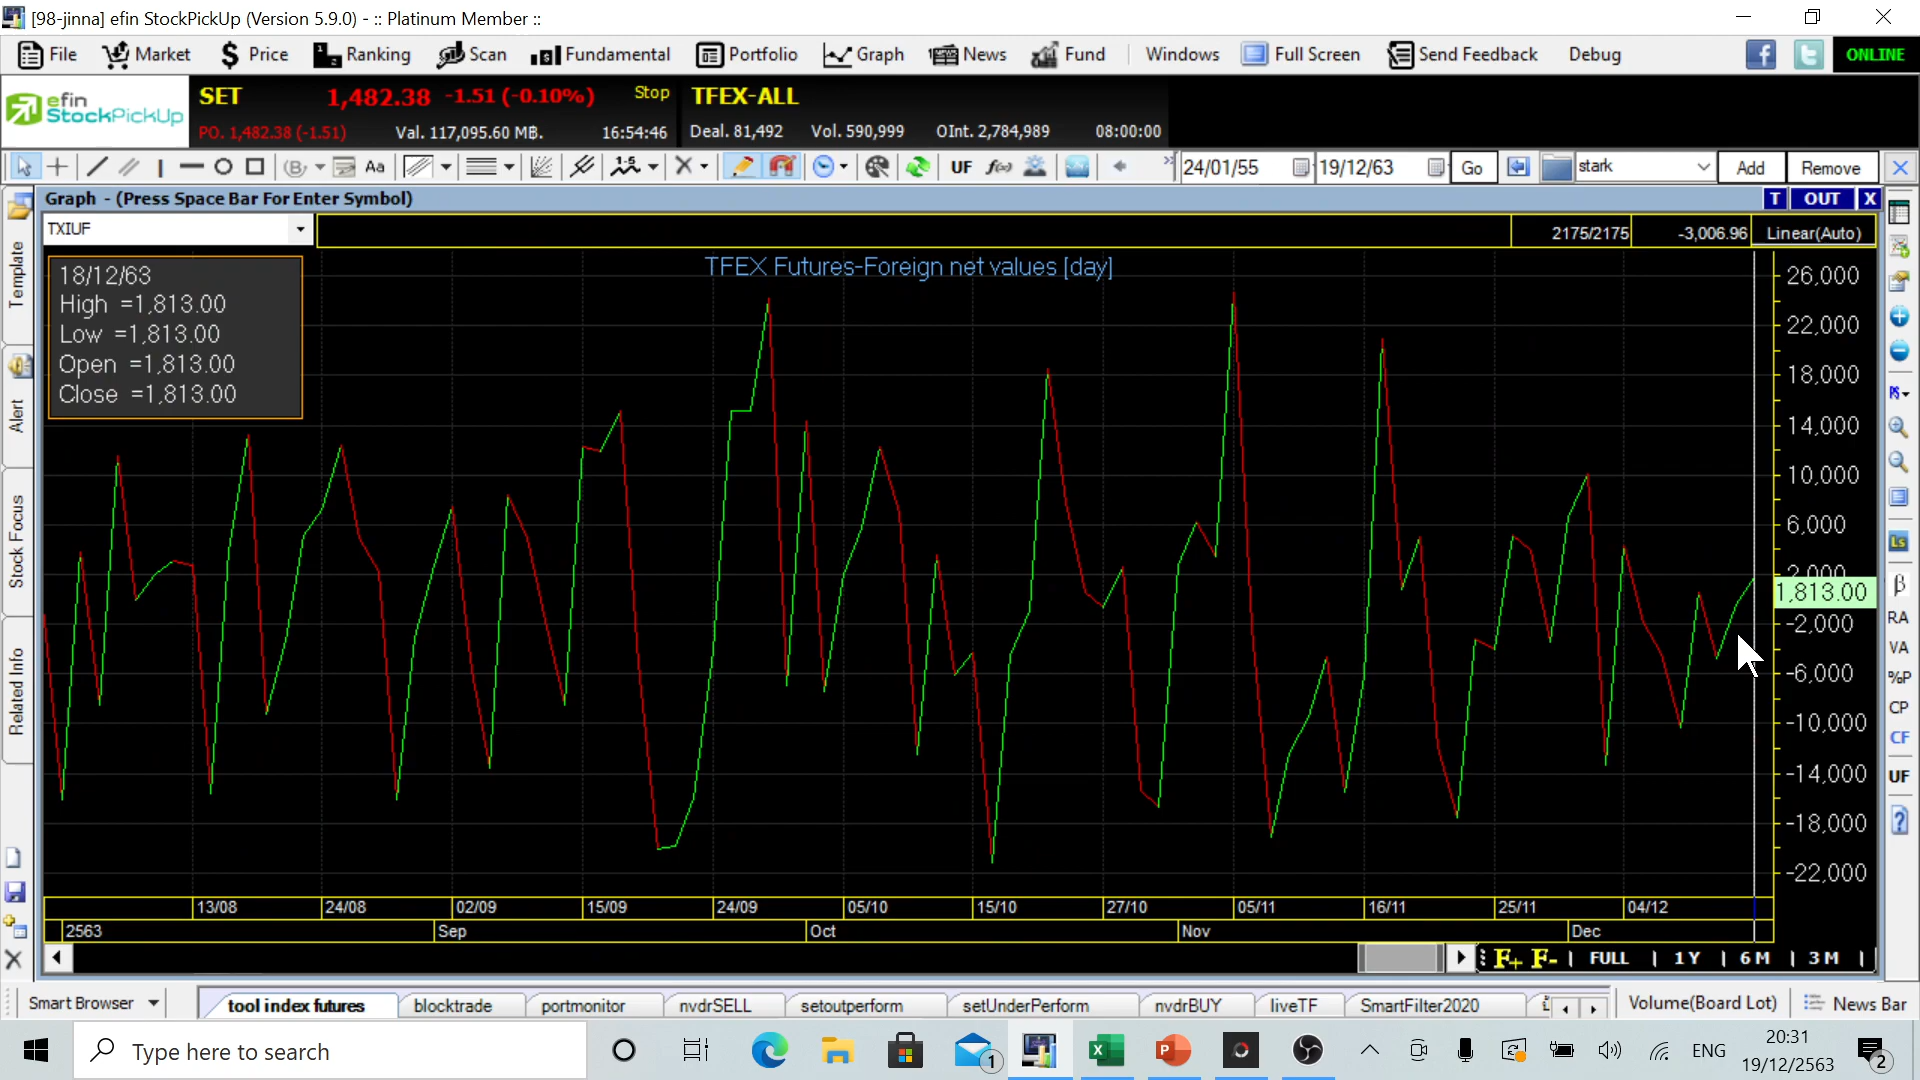 [98-jinna] efin StockPickUp (Version 5.9.0) - :: Platinum Member ::
File Market Price Ranking Scan Fundamental Portfolio Graph News Fund Windows Full Screen Send Feedback Debug ONLINE
efin StockPickUp
SET 1,482.38 -1.51 (-0.10%) Stop TFEX-ALL
PO. 1,482.38 (-1.51) Val. 117,095.60 MB. 16:54:46 Deal. 81,492 Vol. 590,999 OInt. 2,784,989 08:00:00
Aa 1-5 UF f(x) 24/01/55 19/12/63 Go stark Add Remove
Graph - (Press Space Bar For Enter Symbol) T OUT X
TXIUF 2175/2175 -3,006.96 Linear(Auto)
TFEX Futures-Foreign net values [day]
18/12/63
High =1,813.00
Low =1,813.00
Open =1,813.00
Close =1,813.00
Template
Alert
Stock Focus
Related Info
26,000
22,000
18,000
14,000
10,000
6,000
2,000
1,813.00
-2,000
-6,000
-10,000
-14,000
-18,000
-22,000
Ls
β
RA
VA
%P
CP
CF
UF
13/08 24/08 02/09 15/09 24/09 05/10 15/10 27/10 05/11 16/11 25/11 04/12
2563 Sep Oct Nov Dec
F+ F- | FULL | 1Y | 6M | 3M |
Smart Browser tool index futures blocktrade portmonitor nvdrSELL setoutperform setUnderPerform nvdrBUY liveTF SmartFilter2020 Volume(Board Lot) News Bar
Type here to search
1
ENG
20:31
19/12/2563
2